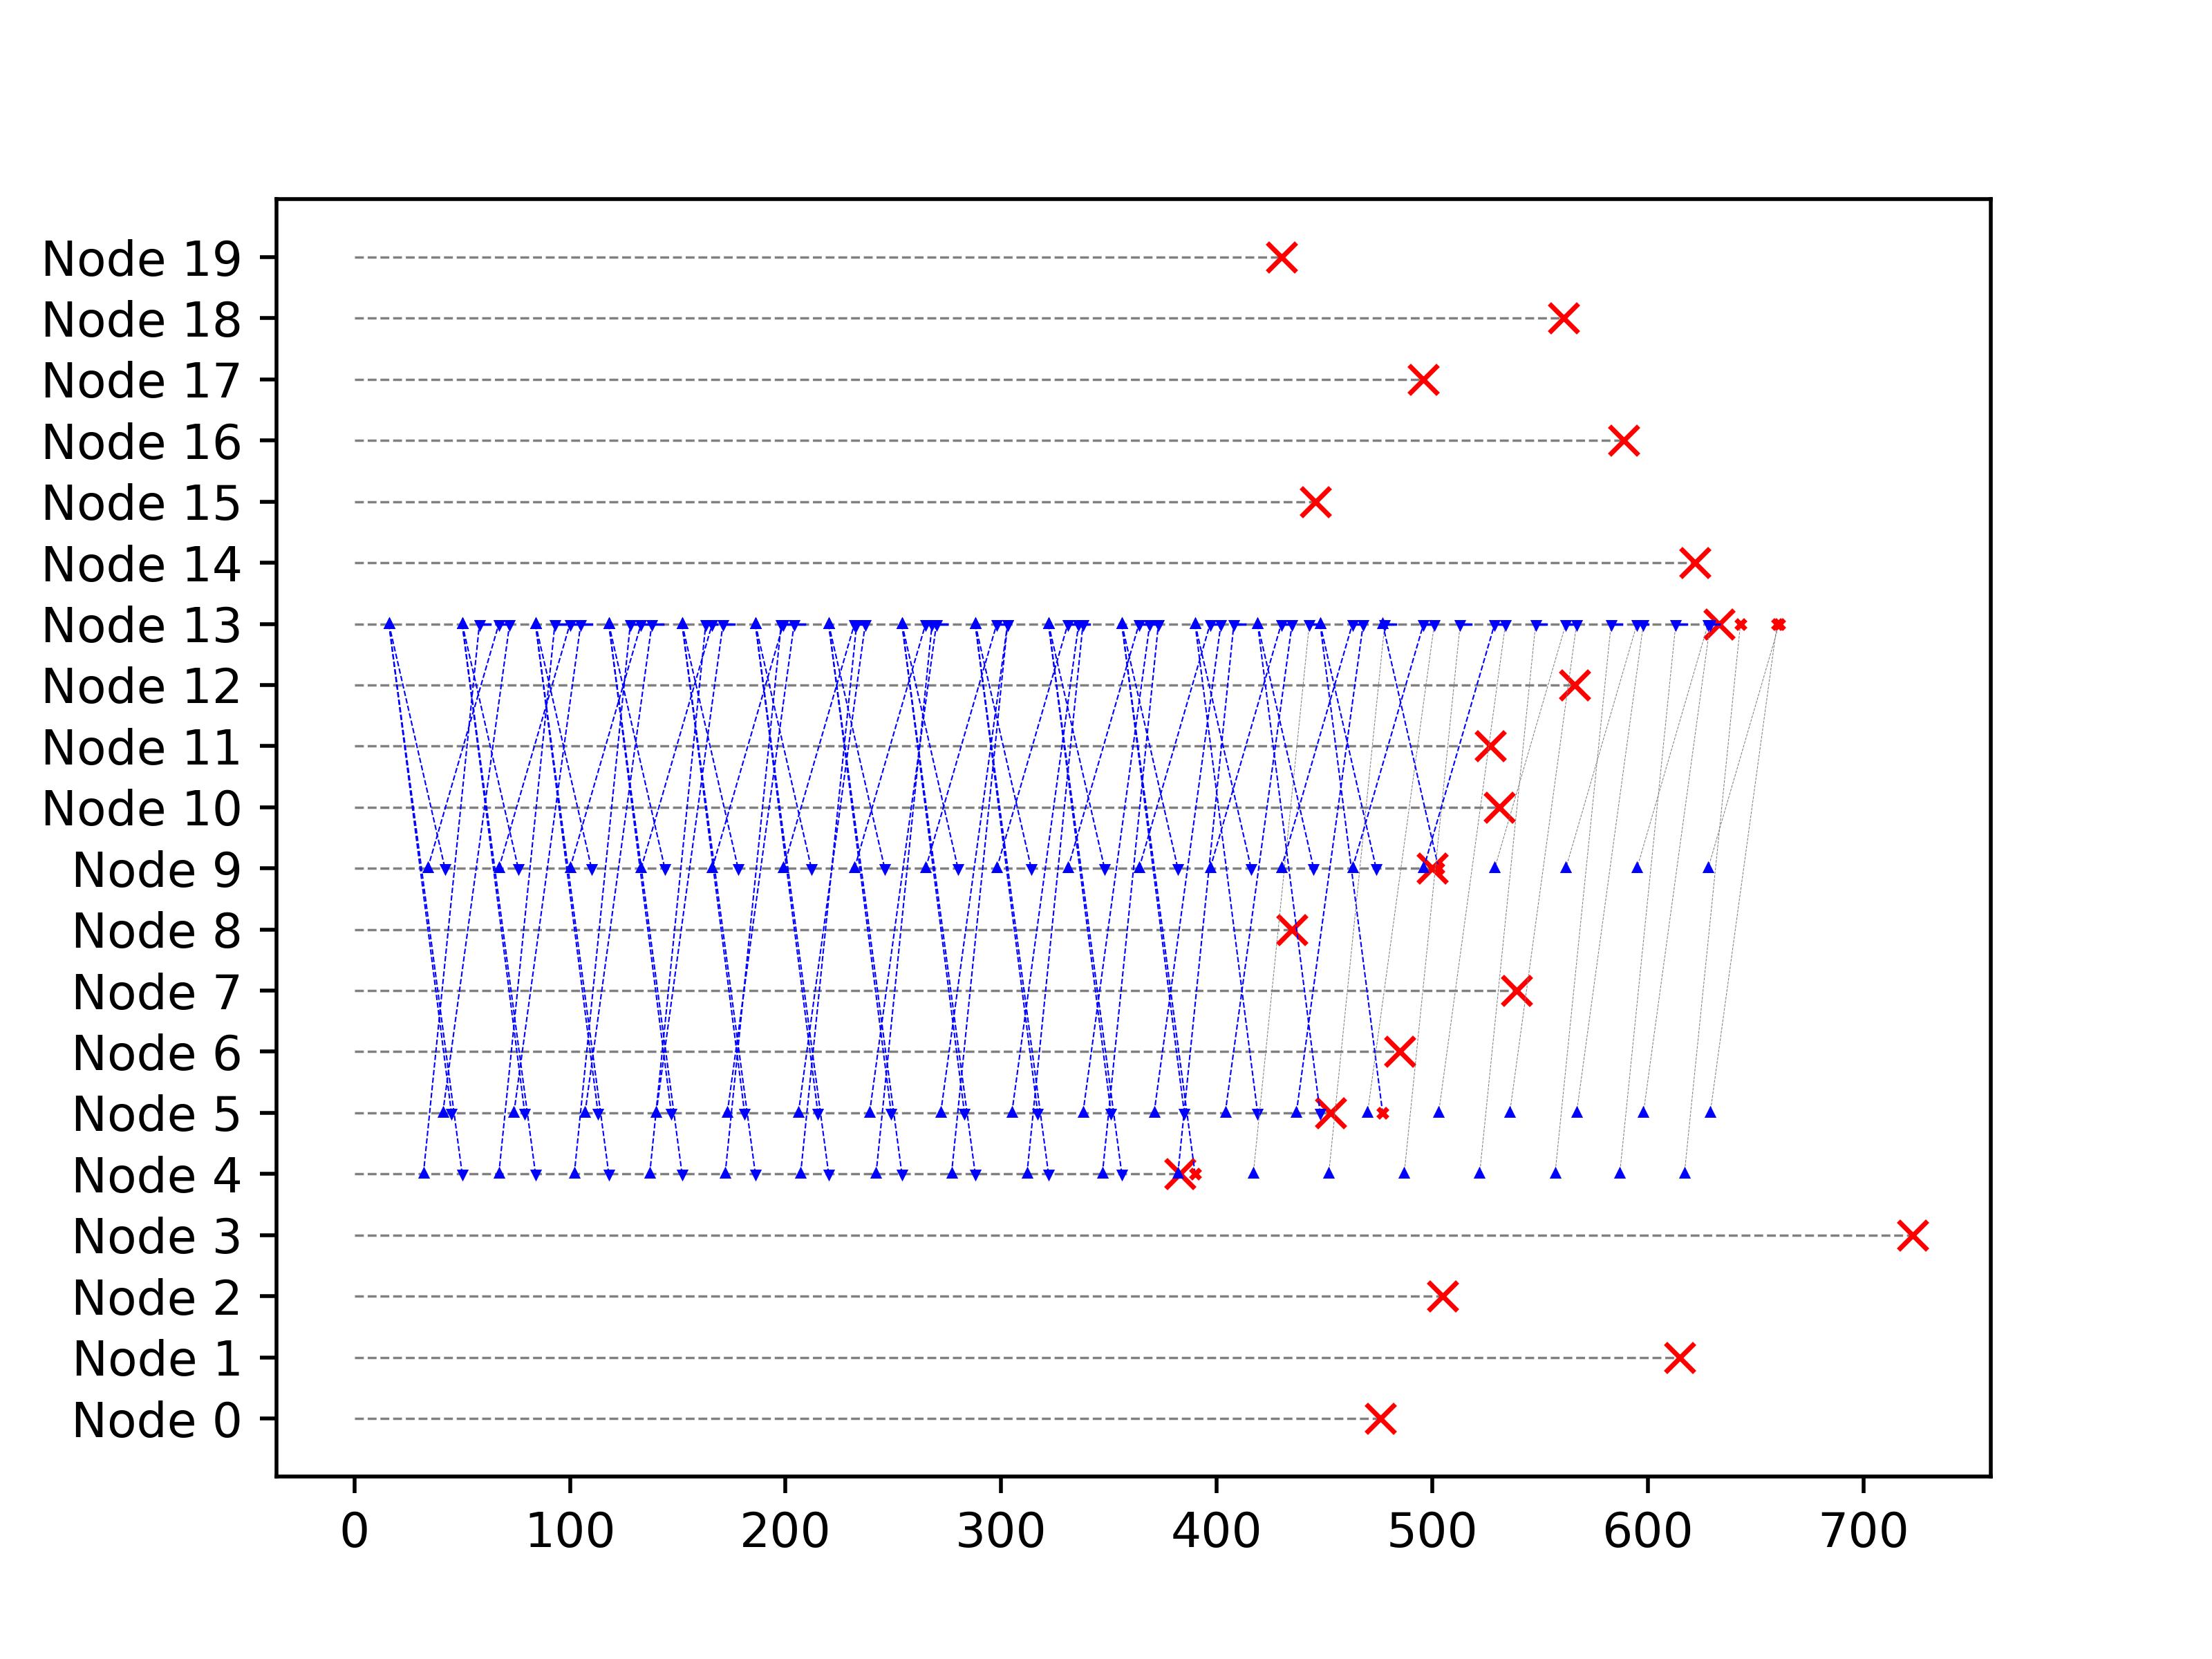 Node 19
Node 18
Node 17
Node 16
Node 15
Node 14
Node 13
Node 12
Node 11
Node 10
Node 9
Node 8
Node 7
Node 6
Node 5
Node 4
Node 3
Node 2
Node 1
Node 0
0 100 200 300 400 500 600 700